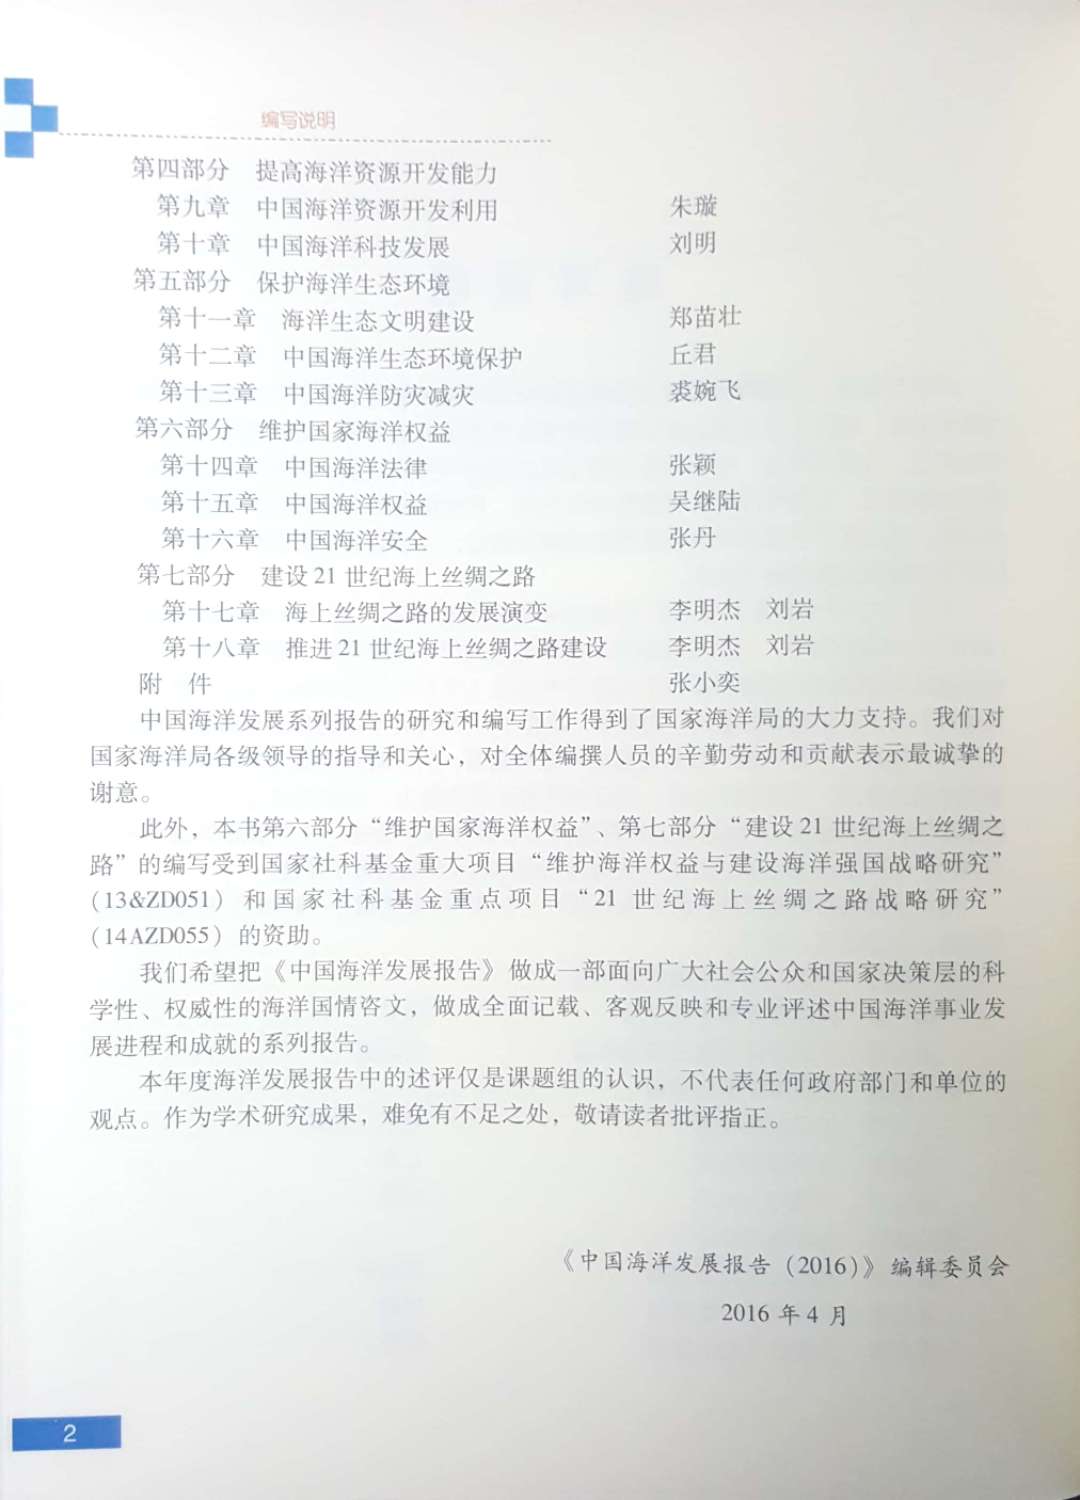 编写说明
第四部分 提高海洋资源开发能力
第九章 中国海洋资源开发利用 朱璇
第十章 中国海洋科技发展 刘明
第五部分 保护海洋生态环境
第十一章 海洋生态文明建设 郑苗壮
第十二章 中国海洋生态环境保护 丘君
第十三章 中国海洋防灾减灾 裘婉飞
第六部分 维护国家海洋权益
第十四章 中国海洋法律 张颖
第十五章 中国海洋权益 吴继陆
第十六章 中国海洋安全 张丹
第七部分 建设21世纪海上丝绸之路
第十七章 海上丝绸之路的发展演变 李明杰 刘岩
第十八章 推进21世纪海上丝绸之路建设 李明杰 刘岩
附 件 张小奕
中国海洋发展系列报告的研究和编写工作得到了国家海洋局的大力支持。我们对
国家海洋局各级领导的指导和关心，对全体编撰人员的辛勤劳动和贡献表示最诚挚的
谢意。
此外，本书第六部分“维护国家海洋权益”、第七部分“建设21世纪海上丝绸之
路”的编写受到国家社科基金重大项目“维护海洋权益与建设海洋强国战略研究”
（13&ZD051）和国家社科基金重点项目“21世纪海上丝绸之路战略研究”
（14AZD055）的资助。
我们希望把《中国海洋发展报告》做成一部面向广大社会公众和国家决策层的科
学性、权威性的海洋国情咨文，做成全面记载、客观反映和专业评述中国海洋事业发
展进程和成就的系列报告。
本年度海洋发展报告中的述评仅是课题组的认识，不代表任何政府部门和单位的
观点。作为学术研究成果，难免有不足之处，敬请读者批评指正。
《中国海洋发展报告（2016）》编辑委员会
2016年4月
2